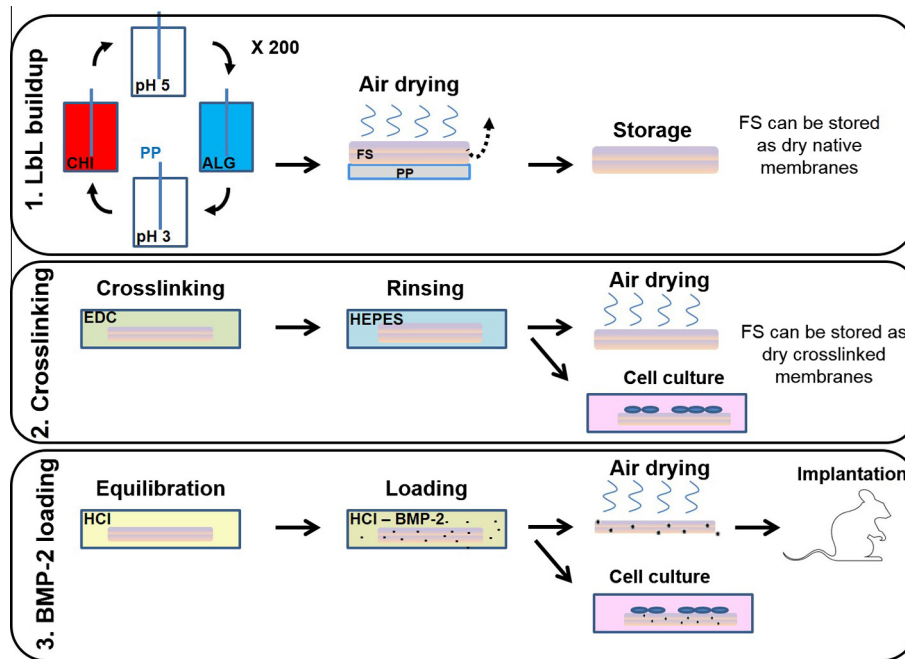 1. LbL buildup
X 200
pH 5
CHI
PP
ALG
pH 3
Air drying
FS
PP
Storage
FS can be stored
as dry native
membranes
2. Crosslinking
Crosslinking
EDC
Rinsing
HEPES
Air drying
Cell culture
FS can be stored as
dry crosslinked
membranes
3. BMP-2 loading
Equilibration
HCl
Loading
HCl – BMP-2
Air drying
Cell culture
Implantation